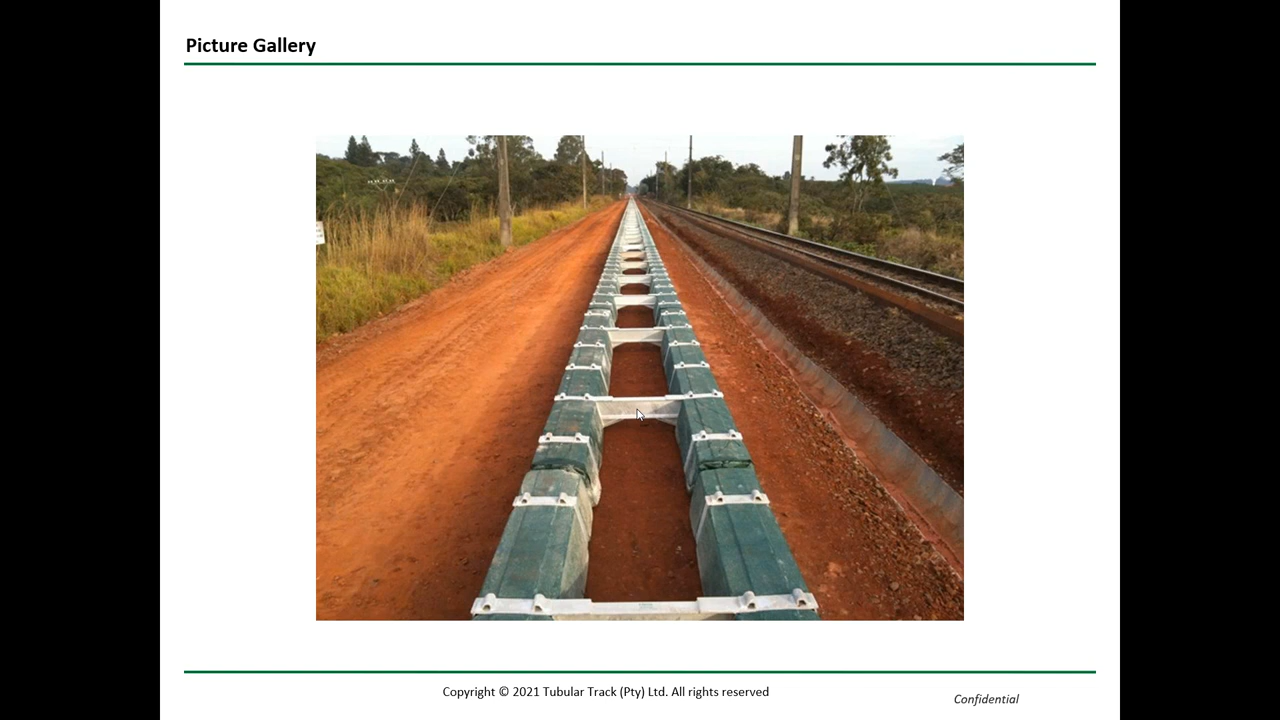 Picture Gallery
Copyright © 2021 Tubular Track (Pty) Ltd. All rights reserved
Confidential